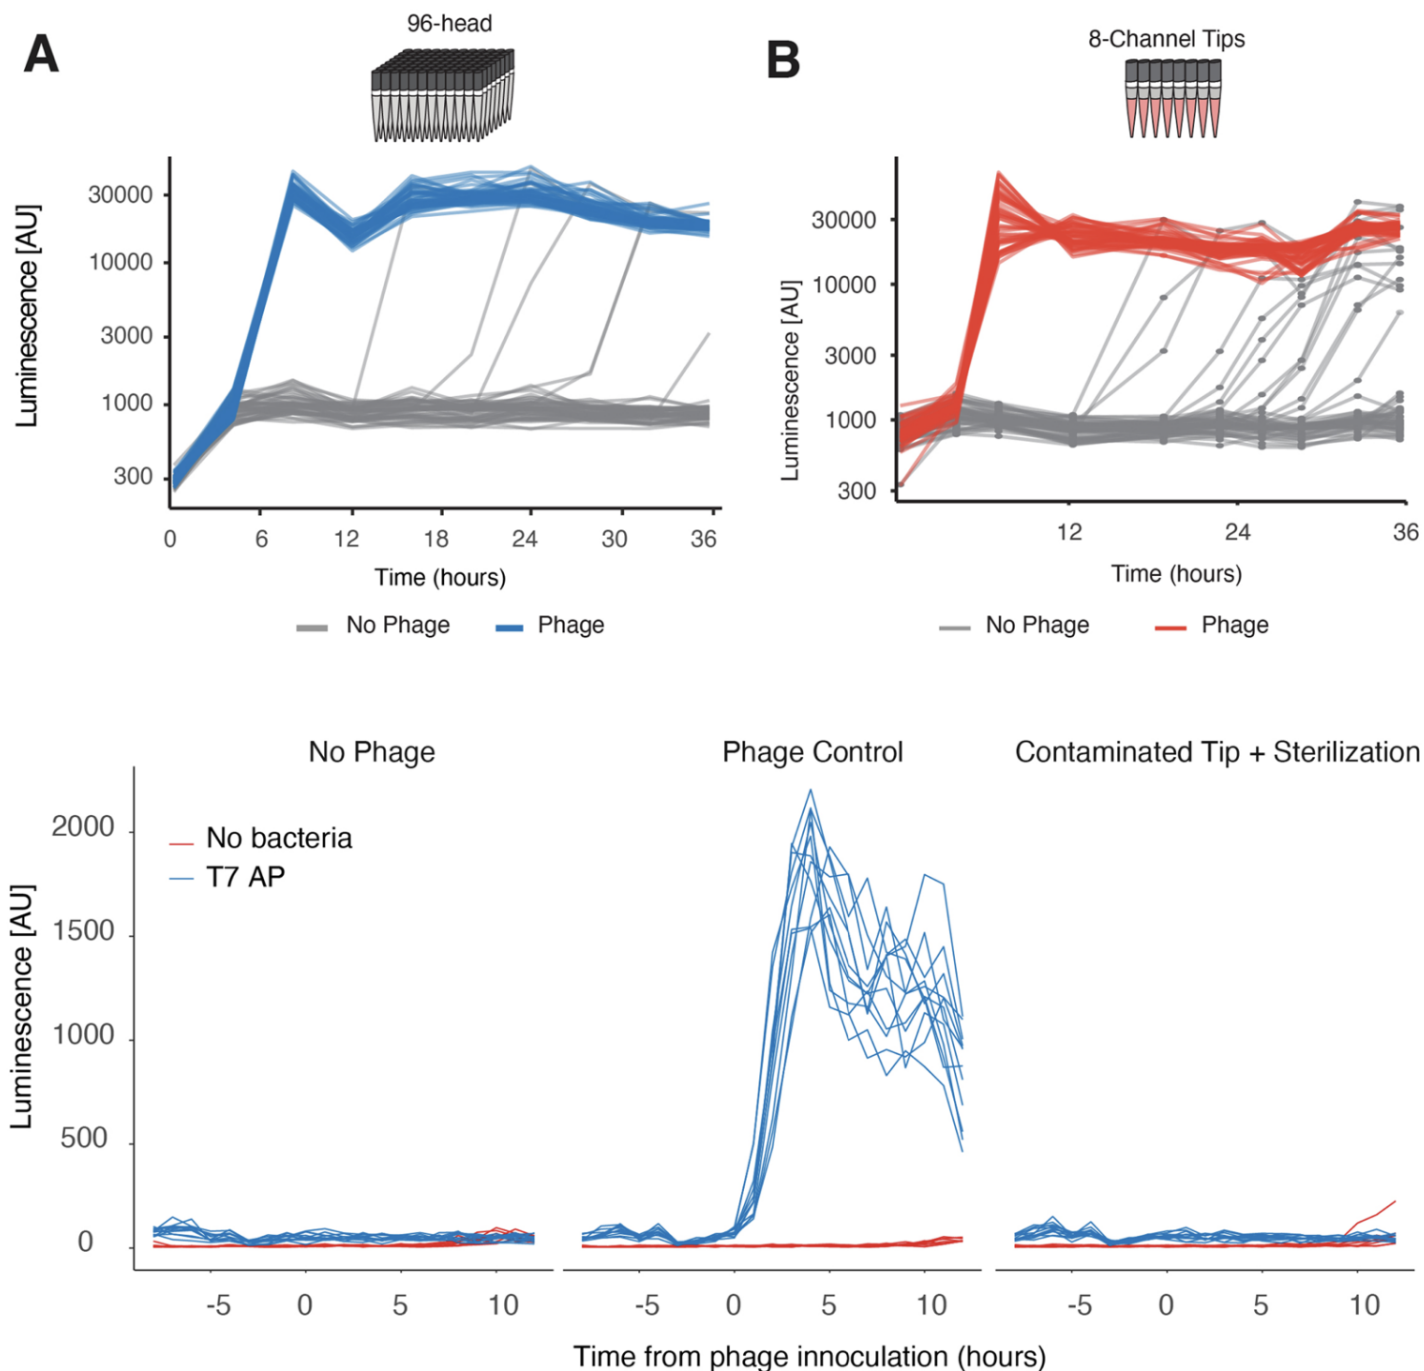 A
96-head
Luminescence [AU]
30000
10000
3000
1000
300
0 6 12 18 24 30 36
Time (hours)
No Phage Phage
B
8-Channel Tips
Luminescence [AU]
30000
10000
3000
1000
300
12 24 36
Time (hours)
No Phage Phage
No Phage Phage Control Contaminated Tip + Sterilization
No bacteria
T7 AP
Luminescence [AU]
2000
1500
1000
500
0
-5 0 5 10 -5 0 5 10 -5 0 5 10
Time from phage innoculation (hours)